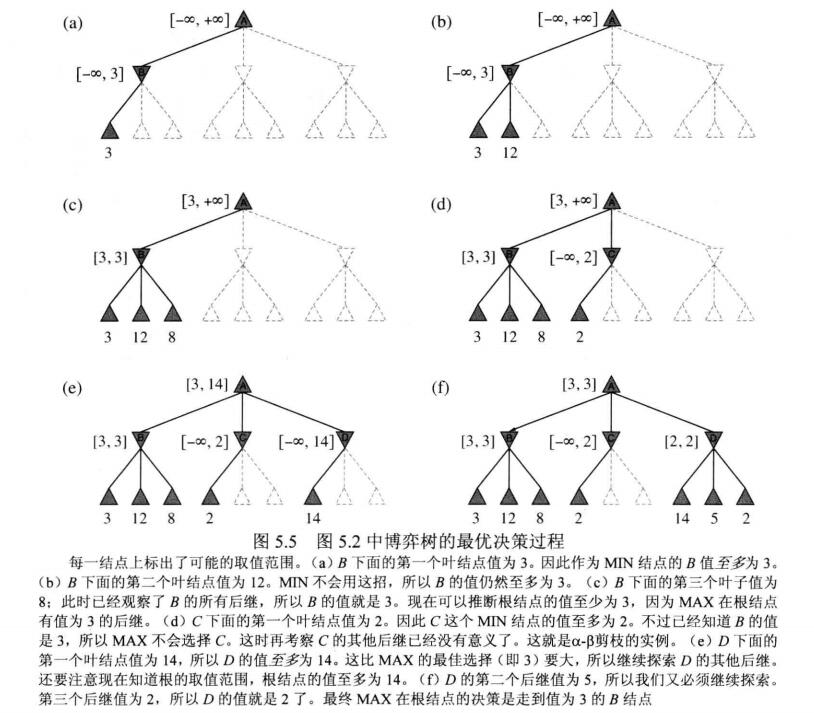 (a) [−∞, +∞] A
[−∞, 3] B
3
(b) [−∞, +∞] A
[−∞, 3] B
3 12
(c) [3, +∞] A
[3, 3] B
3 12 8
(d) [3, +∞] A
[3, 3] B [−∞, 2] C
3 12 8 2
(e) [3, 14] A
[3, 3] B [−∞, 2] C [−∞, 14] D
3 12 8 2 14
(f) [3, 3] A
[3, 3] B [−∞, 2] C [2, 2] D
3 12 8 2 14 5 2
图 5.5 图 5.2 中博弈树的最优决策过程
每一结点上标出了可能的取值范围。（a）B 下面的第一个叶结点值为 3。因此作为 MIN 结点的 B 值至多为 3。
（b）B 下面的第二个叶结点值为 12。MIN 不会用这招，所以 B 的值仍然至多为 3。（c）B 下面的第三个叶子值为
8；此时已经观察了 B 的所有后继，所以 B 的值就是 3。现在可以推断根结点的值至少为 3，因为 MAX 在根结点
有值为 3 的后继。（d）C 下面的第一个叶结点值为 2。因此 C 这个 MIN 结点的值至多为 2。不过已经知道 B 的值
是 3，所以 MAX 不会选择 C。这时再考察 C 的其他后继已经没有意义了。这就是α-β剪枝的实例。（e）D 下面的
第一个叶结点值为 14，所以 D 的值至多为 14。这比 MAX 的最佳选择（即 3）要大，所以继续探索 D 的其他后继。
还要注意现在知道根的取值范围，根结点的值至多为 14。（f）D 的第二个后继值为 5，所以我们又必须继续探索。
第三个后继值为 2，所以 D 的值就是 2 了。最终 MAX 在根结点的决策是走到值为 3 的 B 结点